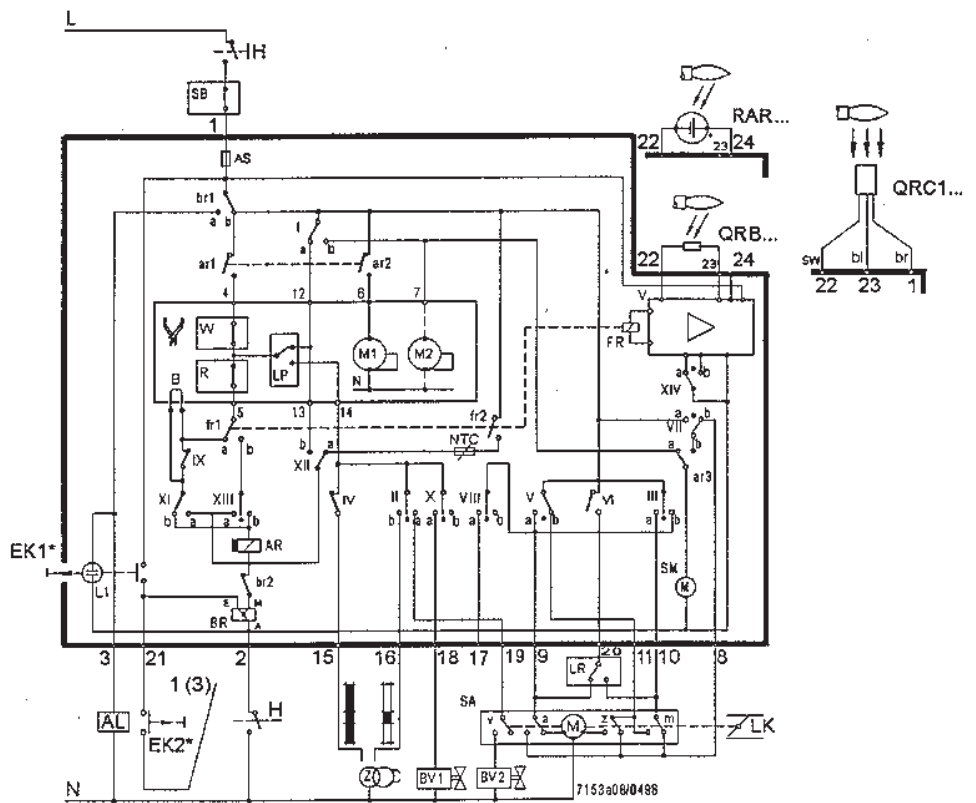 L
H
SB
1
RAR...
22 23 24
AS
QRC1...
br1
a b
I
a b
QRB...
22 23 24
sw bl br
22 23 1
ar1 ar2
4 12 6 7
V
W
FR
M1 M2
LP
R
N
a b
XIV
B
5 13 14
fr1
fr2
a b
VII
a b
b a
XII
NTC
IX
ar3
XI XIII
IV II X VIII V VI III
b a a b
b a a b a b a b a b
EK1*
AR
SM
L1
M
br2
E M
BR A
3 21 2 15 16 18 17 19 9 20 11 10 8
LR
1 (3)
SA
AL
H
v a M z m
LK
EK2*
Z
BV1 BV2
7153a08/0498
N